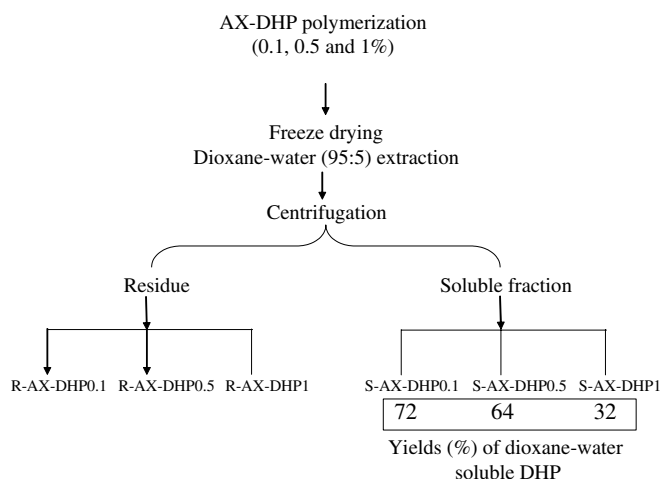 AX-DHP polymerization
(0.1, 0.5 and 1%)
Freeze drying
Dioxane-water (95:5) extraction
Centrifugation
Residue
Soluble fraction
R-AX-DHP0.1 R-AX-DHP0.5 R-AX-DHP1
S-AX-DHP0.1 S-AX-DHP0.5 S-AX-DHP1
72 64 32
Yields (%) of dioxane-water
soluble DHP